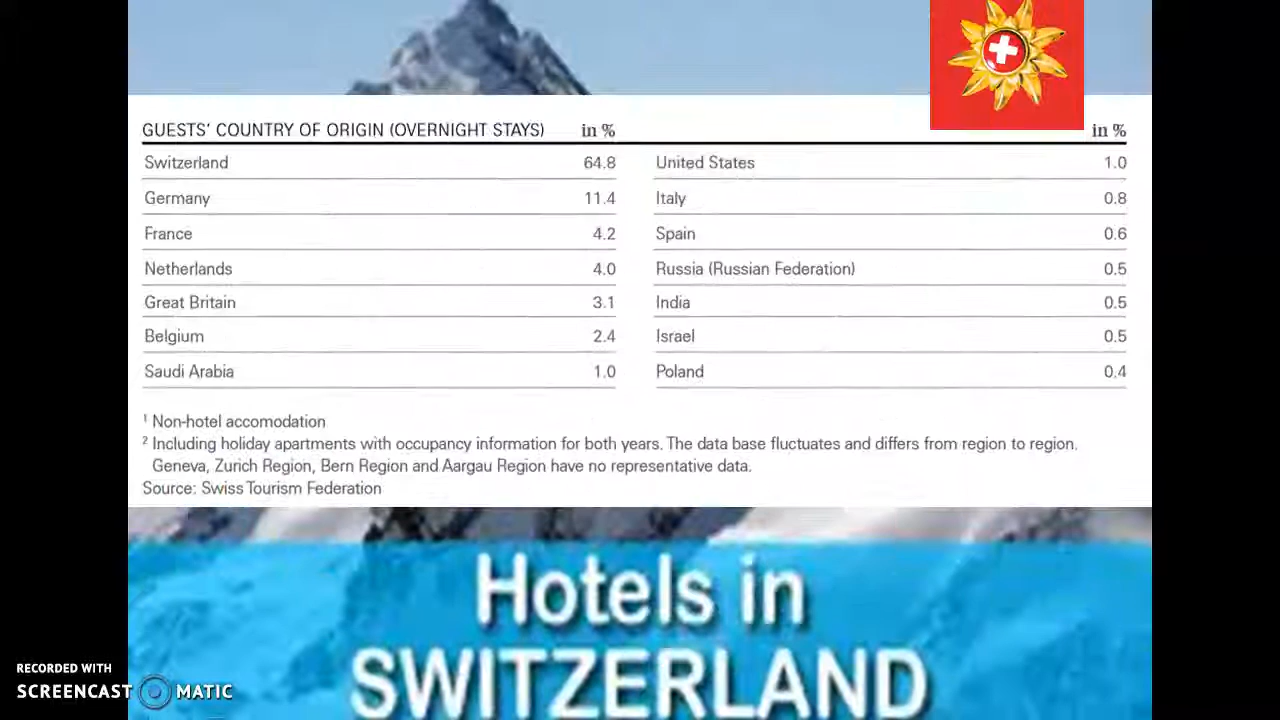 GUESTS' COUNTRY OF ORIGIN (OVERNIGHT STAYS) in % in %
Switzerland 64.8 United States 1.0
Germany 11.4 Italy 0.8
France 4.2 Spain 0.6
Netherlands 4.0 Russia (Russian Federation) 0.5
Great Britain 3.1 India 0.5
Belgium 2.4 Israel 0.5
Saudi Arabia 1.0 Poland 0.4
¹ Non-hotel accomodation
² Including holiday apartments with occupancy information for both years. The data base fluctuates and differs from region to region.
Geneva, Zurich Region, Bern Region and Aargau Region have no representative data.
Source: Swiss Tourism Federation
Hotels in
SWITZERLAND
RECORDED WITH
SCREENCAST MATIC